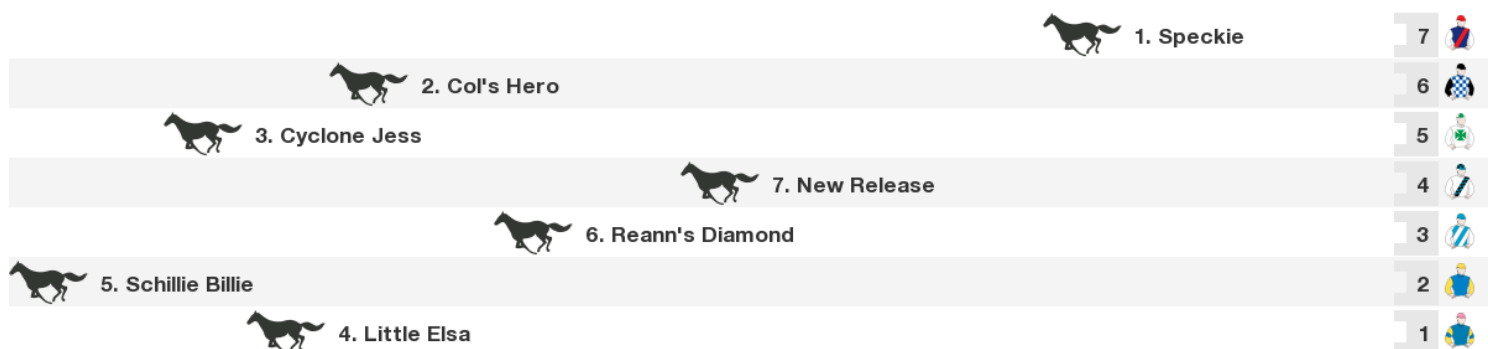 1. Speckie 7
2. Col's Hero 6
3. Cyclone Jess 5
7. New Release 4
6. Reann's Diamond 3
5. Schillie Billie 2
4. Little Elsa 1